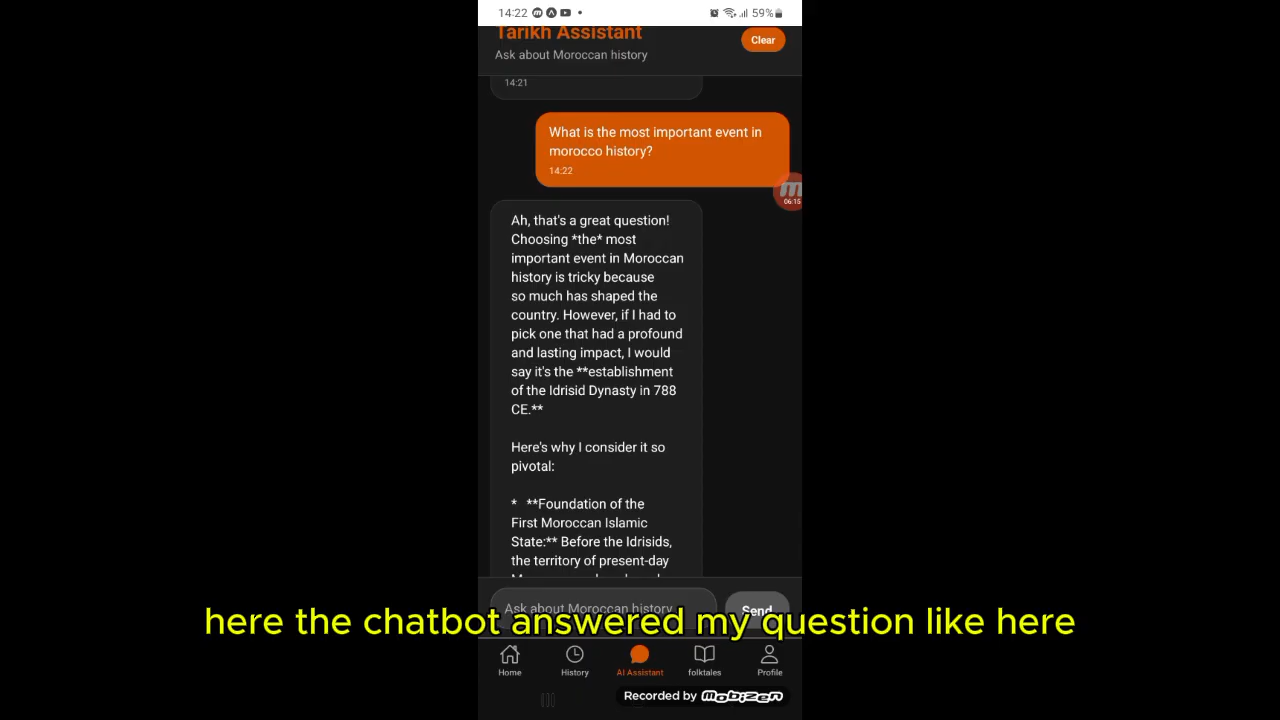 14:22
59%
Tarikh Assistant
Clear
Ask about Moroccan history
14:21
What is the most important event in
morocco history?
14:22
06:15
Ah, that's a great question!
Choosing *the* most
important event in Moroccan
history is tricky because
so much has shaped the
country. However, if I had to
pick one that had a profound
and lasting impact, I would
say it's the **establishment
of the Idrisid Dynasty in 788
CE.**
Here's why I consider it so
pivotal:
* **Foundation of the
First Moroccan Islamic
State:** Before the Idrisids,
the territory of present-day
Ask about Moroccan history
Send
here the chatbot answered my question like here
Home
History
AI Assistant
folktales
Profile
Recorded by mobizen